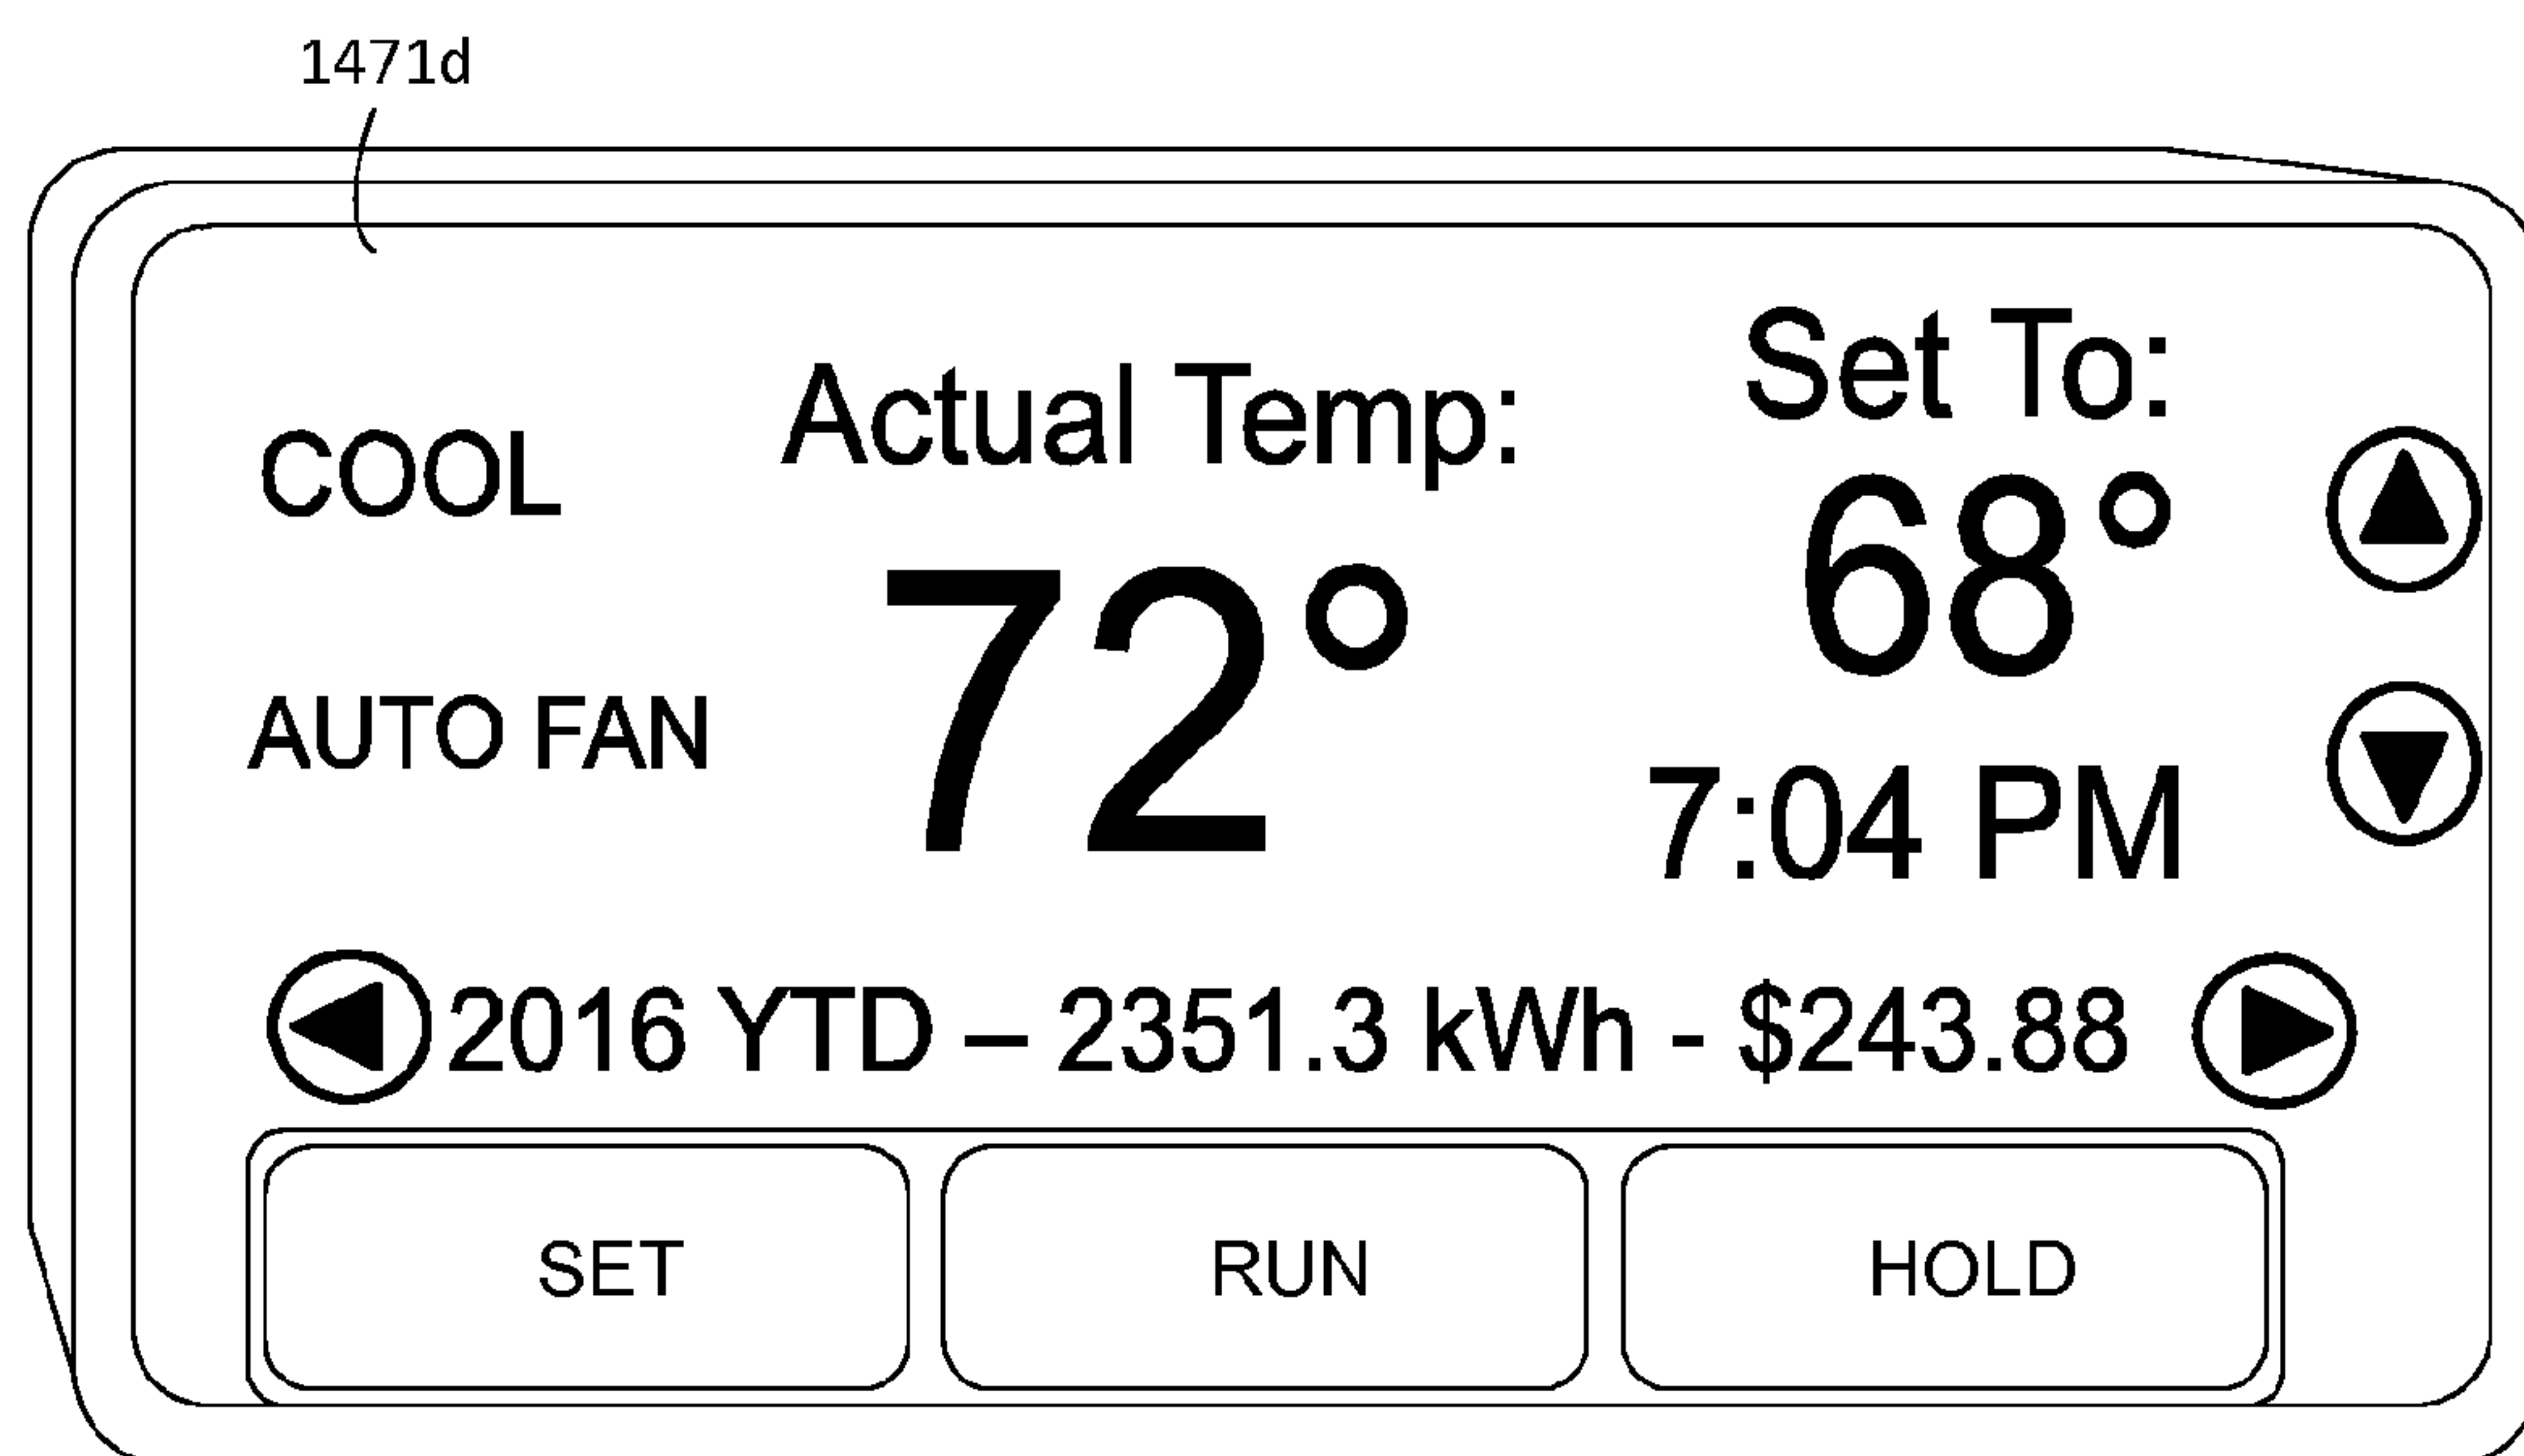 1471d
COOL
AUTO FAN
Actual Temp:
72°
Set To:
68°
7:04 PM
2016 YTD – 2351.3 kWh - $243.88
SET
RUN
HOLD